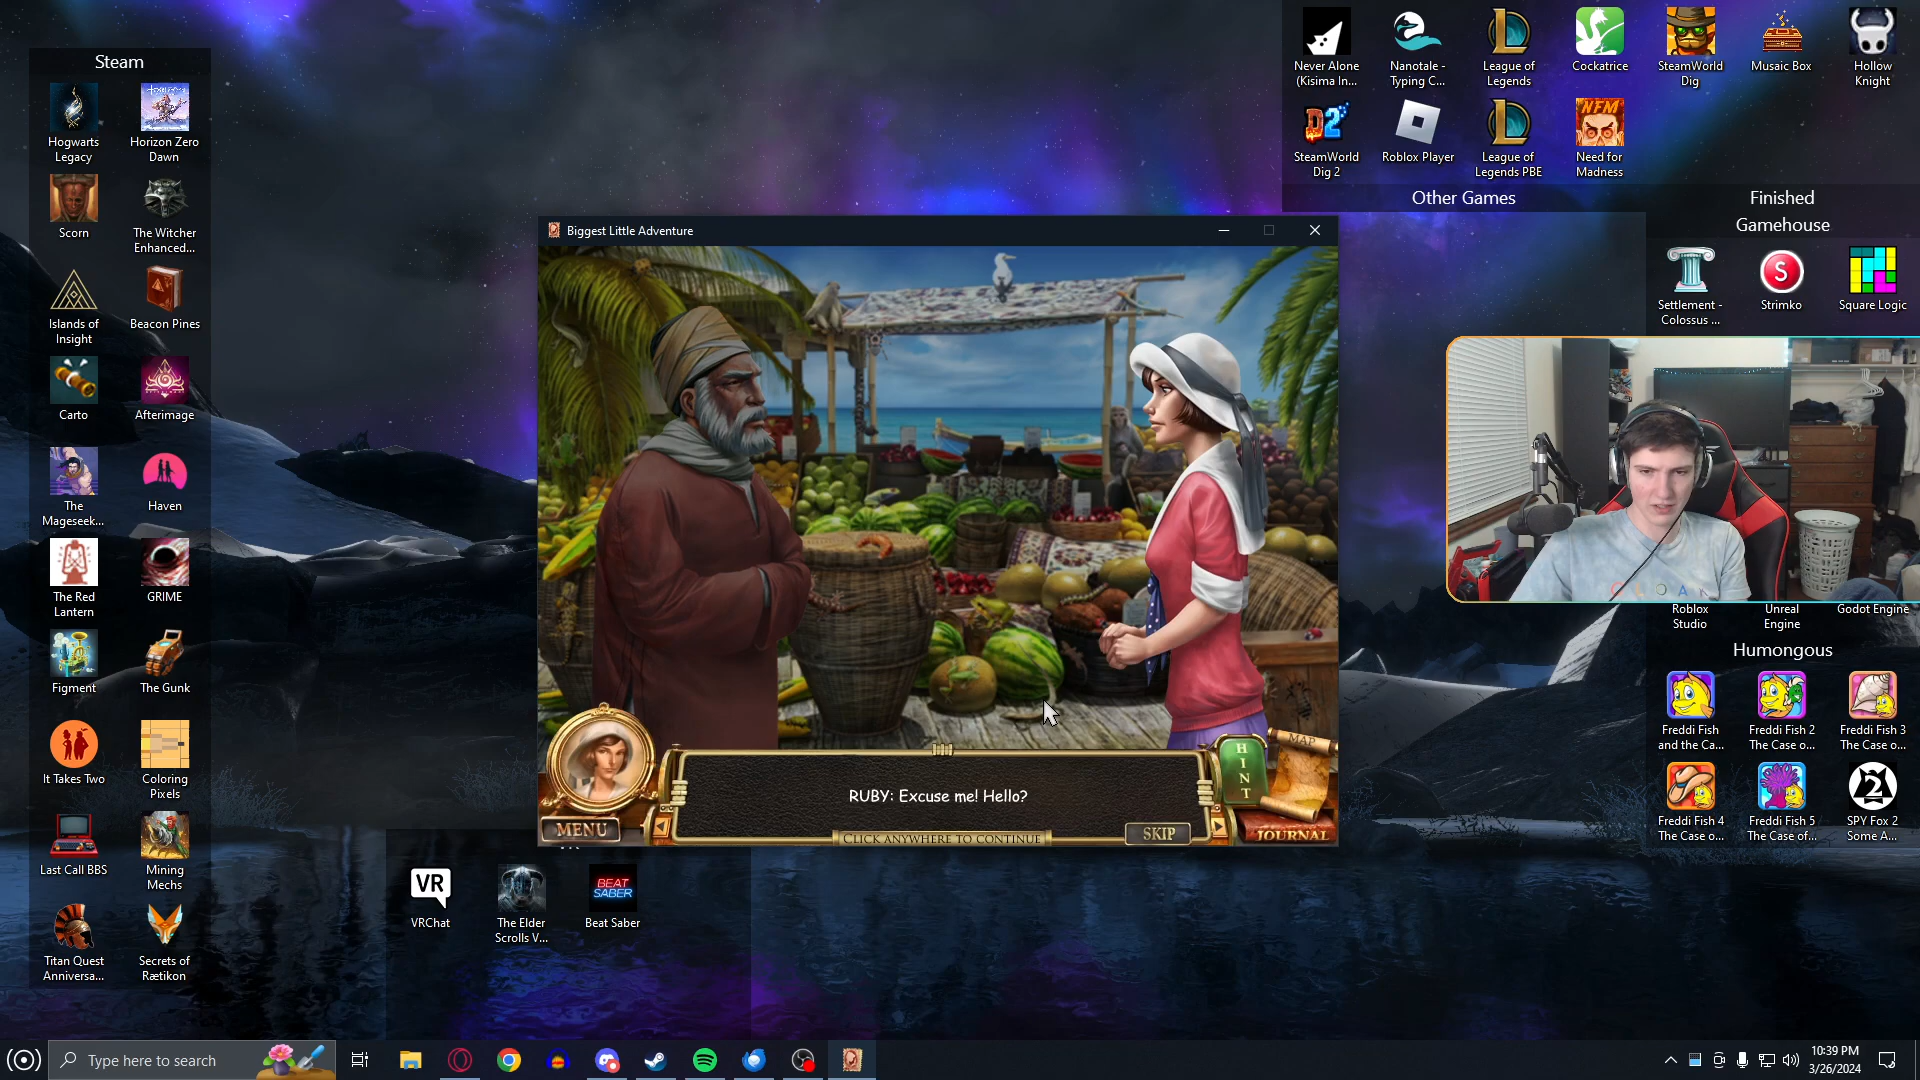 Steam
Hogwarts
Legacy
Horizon Zero
Dawn
Scorn
The Witcher
Enhanced...
Islands of
Insight
Beacon Pines
Carto
Afterimage
The
Mageseek...
Haven
The Red
Lantern
GRIME
Figment
The Gunk
It Takes Two
Coloring
Pixels
Last Call BBS
Mining
Mechs
Titan Quest
Anniversa...
Secrets of
Rætikon
Never Alone
(Kisima In...
Nanotale -
Typing C...
League of
Legends
Cockatrice
SteamWorld
Dig
Musaic Box
Hollow
Knight
D2
SteamWorld
Dig 2
Roblox Player
League of
Legends PBE
NFM
Need for
Madness
Other Games
Finished
Gamehouse
Settlement -
Colossus ...
S
Strimko
Square Logic
Biggest Little Adventure
RUBY: Excuse me! Hello?
CLICK ANYWHERE TO CONTINUE
MENU
SKIP
HINT
MAP
JOURNAL
Roblox
Studio
Unreal
Engine
Godot Engine
Humongous
Freddi Fish
and the Ca...
Freddi Fish 2
The Case o...
Freddi Fish 3
The Case o...
Freddi Fish 4
The Case o...
Freddi Fish 5
The Case of...
2
SPY Fox 2
Some A...
VR
VRChat
The Elder
Scrolls V...
BEAT
SABER
Beat Saber
Type here to search
10:39 PM
3/26/2024